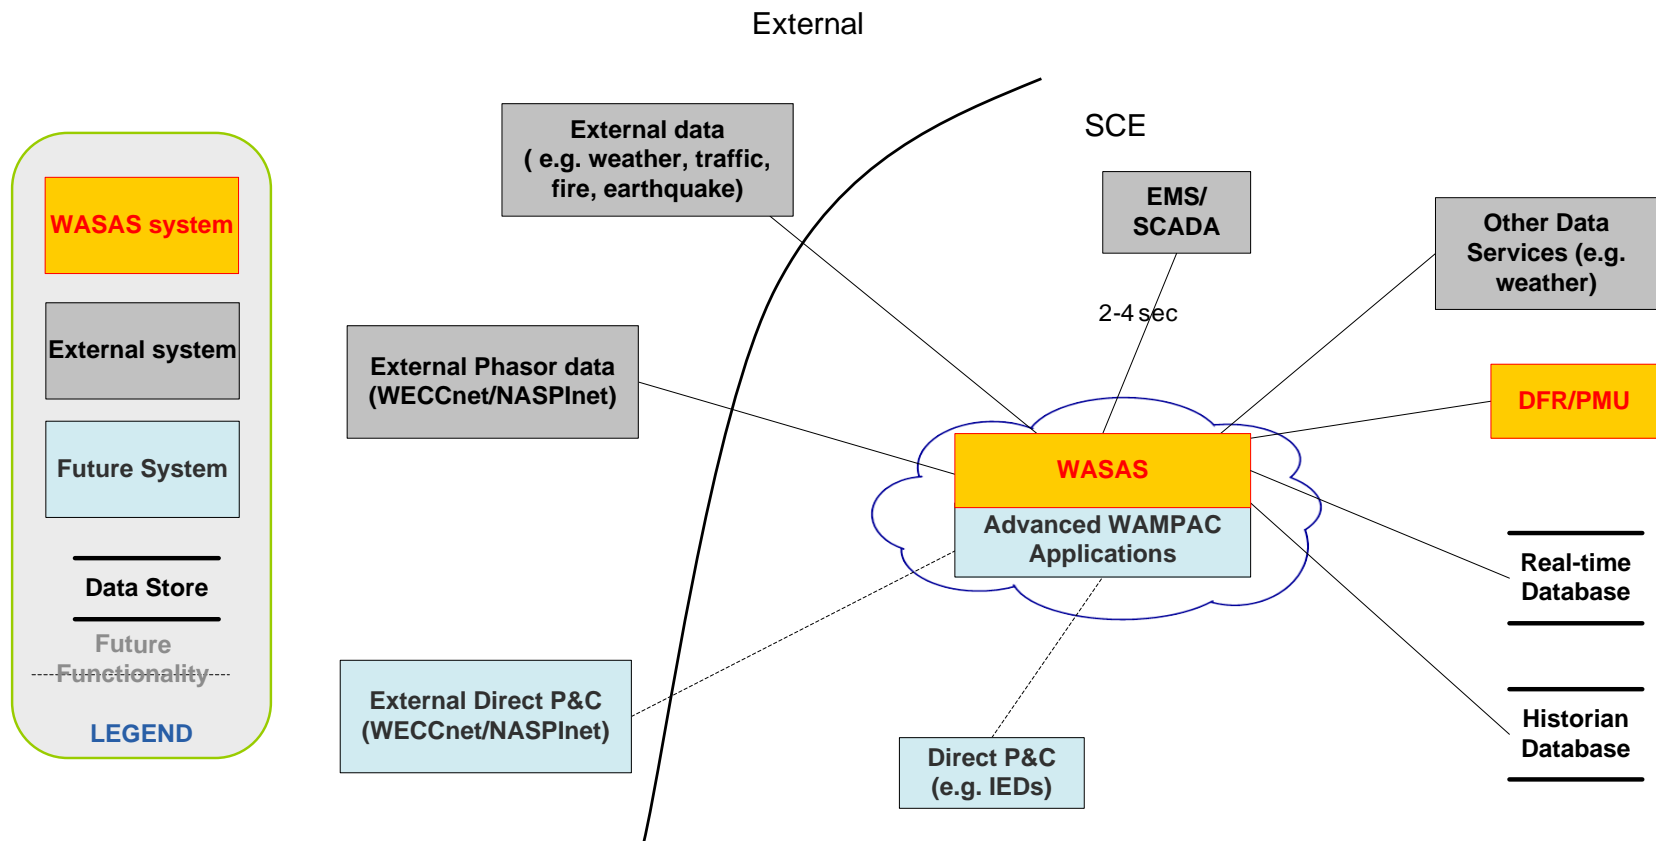 External
SCE
External data
( e.g. weather, traffic,
fire, earthquake)
EMS/
SCADA
Other Data
Services (e.g.
weather)
WASAS system
External system
Future System
Data Store
Future
Functionality
LEGEND
2-4 sec
External Phasor data
(WECCnet/NASPInet)
DFR/PMU
WASAS
Advanced WAMPAC
Applications
Real-time
Database
External Direct P&C
(WECCnet/NASPInet)
Direct P&C
(e.g. IEDs)
Historian
Database